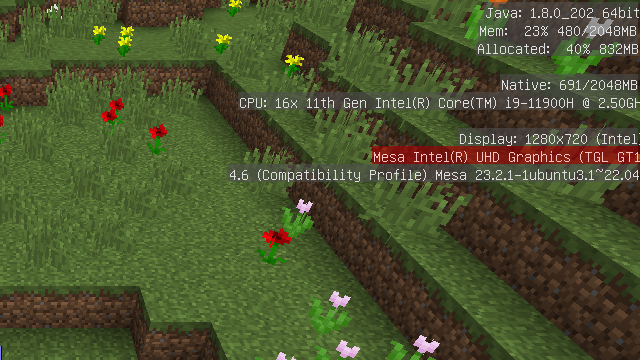 Java: 1.8.0_202 64bit
Mem: 23% 480/2048MB
Allocated: 40% 832MB
Native: 691/2048MB
CPU: 16x 11th Gen Intel(R) Core(TM) i9-11900H @ 2.50GH
Display: 1280x720 (Intel
Mesa Intel(R) UHD Graphics (TGL GT1
4.6 (Compatibility Profile) Mesa 23.2.1-1ubuntu3.1~22.04